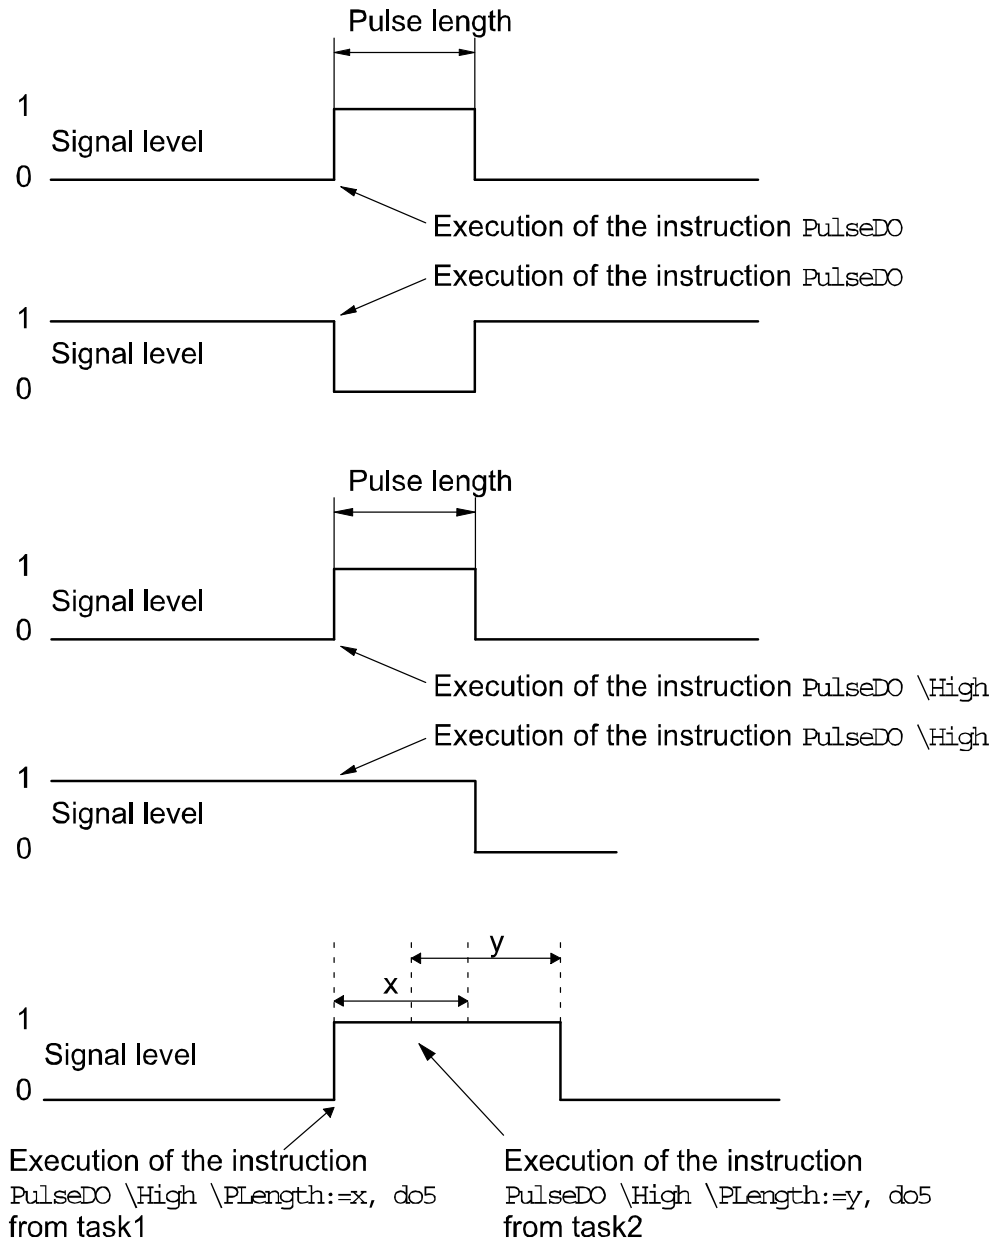 Pulse length
1
Signal level
0
Execution of the instruction PulseDO
Execution of the instruction PulseDO
1
Signal level
0
Pulse length
1
Signal level
0
Execution of the instruction PulseDO \High
Execution of the instruction PulseDO \High
1
Signal level
0
y
x
1
Signal level
0
Execution of the instruction
PulseDO \High \PLength:=x, do5
from task1
Execution of the instruction
PulseDO \High \PLength:=y, do5
from task2